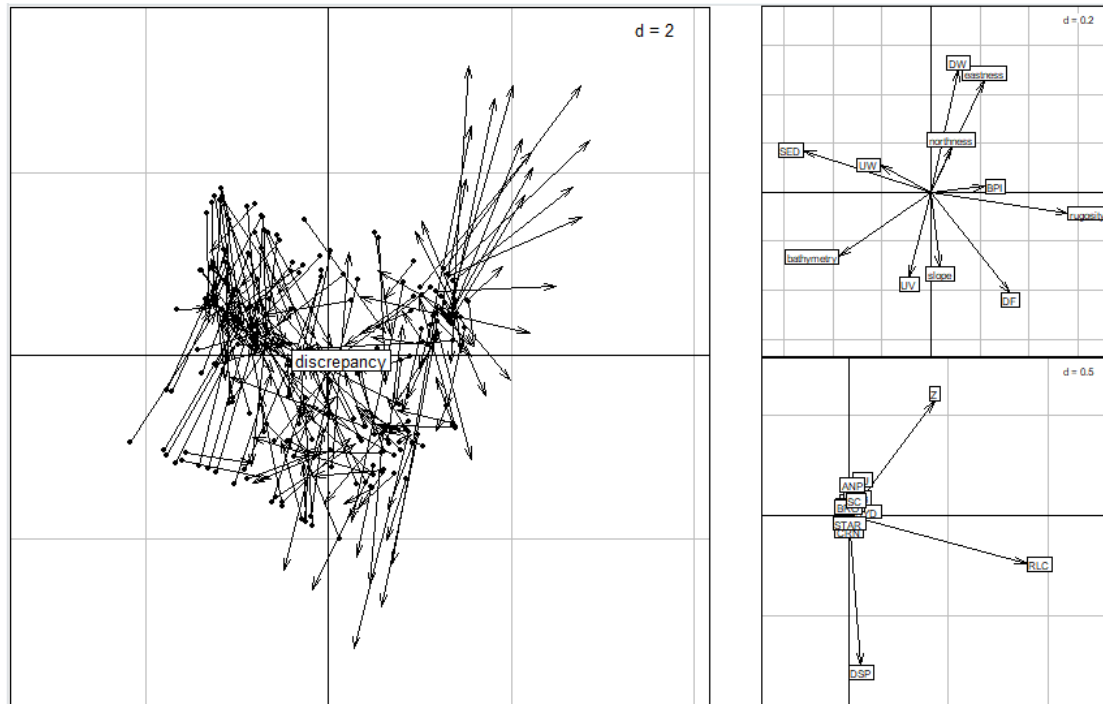 d = 2
discrepancy
d = 0.2
DW
eastness
northness
SED
UW
BPI
rugosity
bathymetry
UV
slope
DF
d = 0.5
Z
ANP
SC
STAR
CRN
RLC
DSP